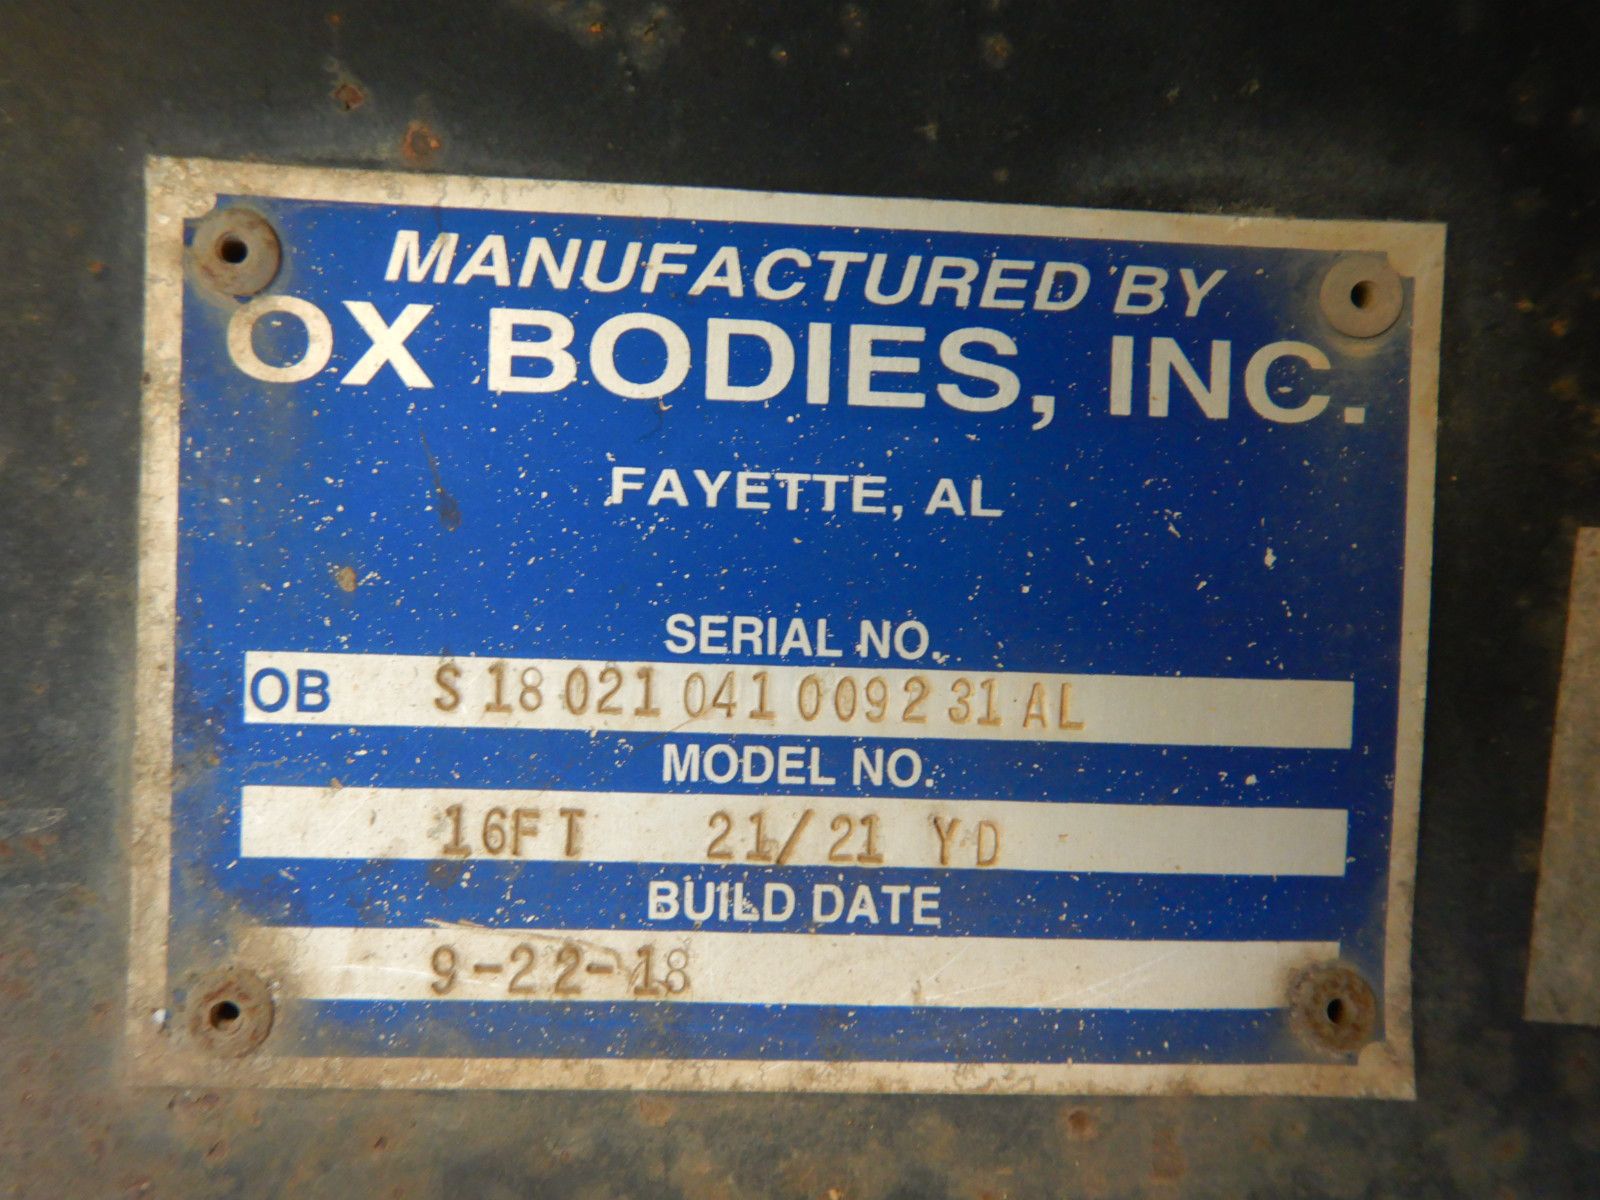 MANUFACTURED BY
OX BODIES, INC.
FAYETTE, AL
SERIAL NO.
OB S 18 021 041 0092 31 AL
MODEL NO.
16FT 21/21 YD
BUILD DATE
9-22-18